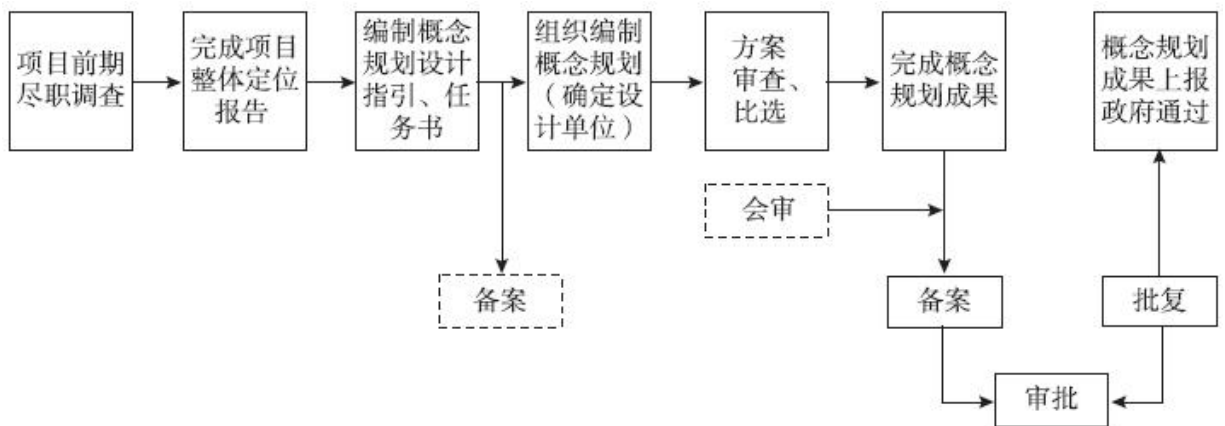 项目前期
尽职调查
完成项目
整体定位
报告
编制概念
规划设计
指引、任
务书
组织编制
概念规划
（确定设
计单位）
方案
审查、
比选
完成概念
规划成果
概念规划
成果上报
政府通过
会审
备案
备案
批复
审批